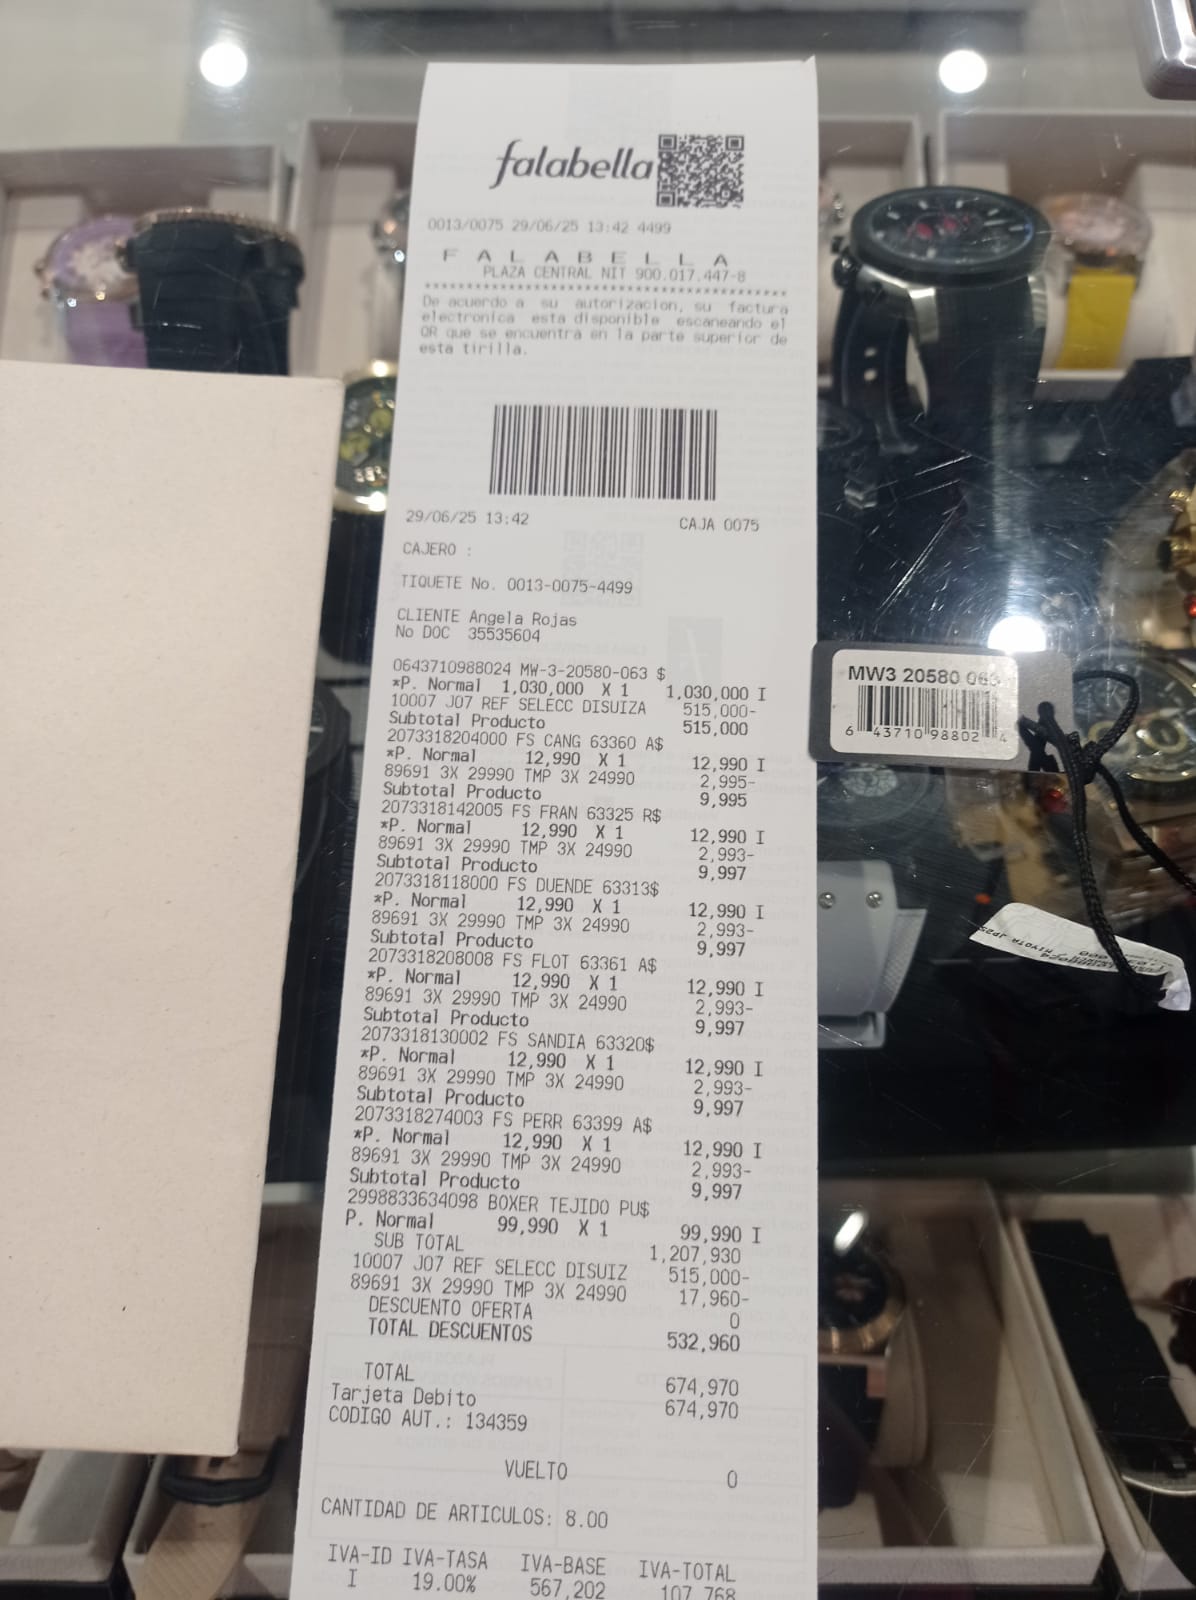 falabella
0013/0075 29/06/25 13:42 4499
F A L A B E L L A
PLAZA CENTRAL NIT 900.017.447-8
****************************************
De acuerdo a su autorizacion, su factura
electronica esta disponible escaneando el
QR que se encuentra en la parte superior de
esta tirilla.
29/06/25 13:42 CAJA 0075
CAJERO :
TIQUETE No. 0013-0075-4499
CLIENTE Angela Rojas
No DOC 35535604
0643710988024 MW-3-20580-063 $
*P. Normal 1,030,000 X 1 1,030,000 I
10007 J07 REF SELECC DISUIZA 515,000-
Subtotal Producto 515,000
2073318204000 FS CANG 63360 A$
*P. Normal 12,990 X 1 12,990 I
89691 3X 29990 TMP 3X 24990 2,995-
Subtotal Producto 9,995
2073318142005 FS FRAN 63325 R$
*P. Normal 12,990 X 1 12,990 I
89691 3X 29990 TMP 3X 24990 2,993-
Subtotal Producto 9,997
2073318118000 FS DUENDE 63313$
*P. Normal 12,990 X 1 12,990 I
89691 3X 29990 TMP 3X 24990 2,993-
Subtotal Producto 9,997
2073318208008 FS FLOT 63361 A$
*P. Normal 12,990 X 1 12,990 I
89691 3X 29990 TMP 3X 24990 2,993-
Subtotal Producto 9,997
2073318130002 FS SANDIA 63320$
*P. Normal 12,990 X 1 12,990 I
89691 3X 29990 TMP 3X 24990 2,993-
Subtotal Producto 9,997
2073318274003 FS PERR 63399 A$
*P. Normal 12,990 X 1 12,990 I
89691 3X 29990 TMP 3X 24990 2,993-
Subtotal Producto 9,997
2998833634098 BOXER TEJIDO PU$
P. Normal 99,990 X 1 99,990 I
SUB TOTAL 1,207,930
10007 J07 REF SELECC DISUIZ 515,000-
89691 3X 29990 TMP 3X 24990 17,960-
DESCUENTO OFERTA 0
TOTAL DESCUENTOS 532,960
TOTAL 674,970
Tarjeta Debito 674,970
CODIGO AUT.: 134359
VUELTO 0
CANTIDAD DE ARTICULOS: 8.00
IVA-ID IVA-TASA IVA-BASE IVA-TOTAL
I 19.00% 567,202 107,768
MW3 20580 063
6 43710 98802 4
MIYOTA